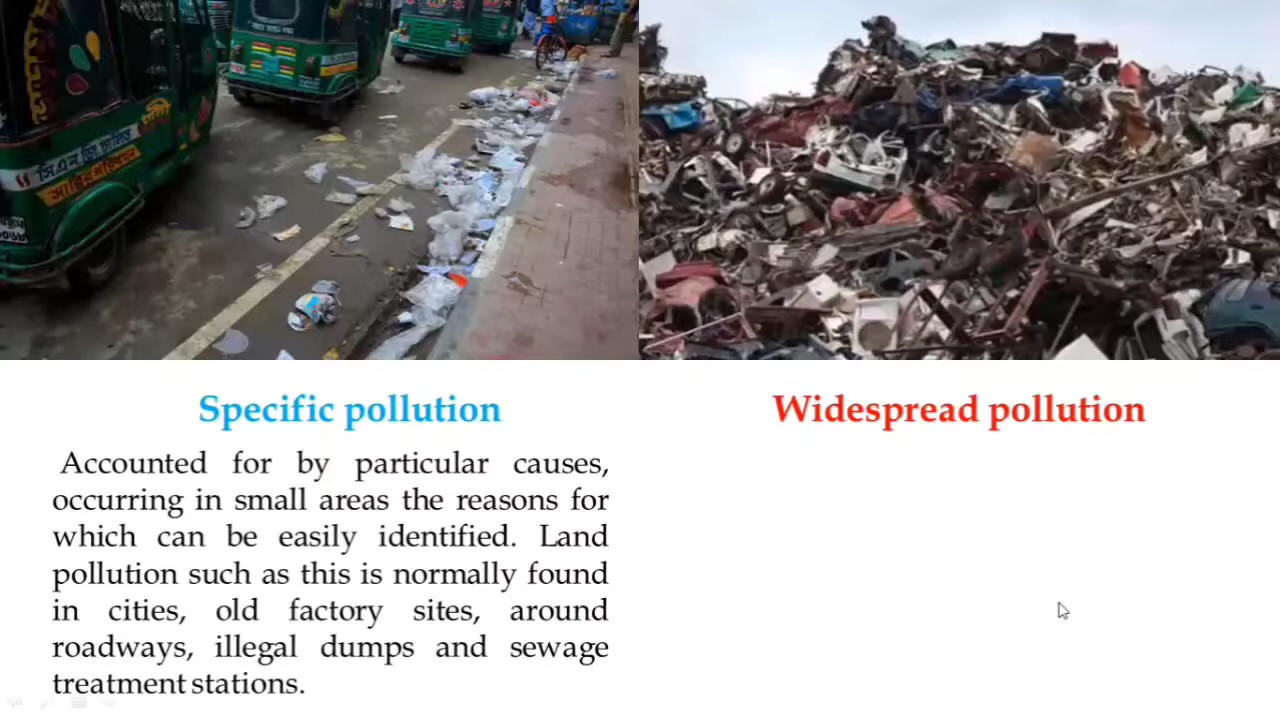 সি.এন.জি চালিত
Specific pollution
Widespread pollution
Accounted for by particular causes,
occurring in small areas the reasons for
which can be easily identified. Land
pollution such as this is normally found
in cities, old factory sites, around
roadways, illegal dumps and sewage
treatment stations.